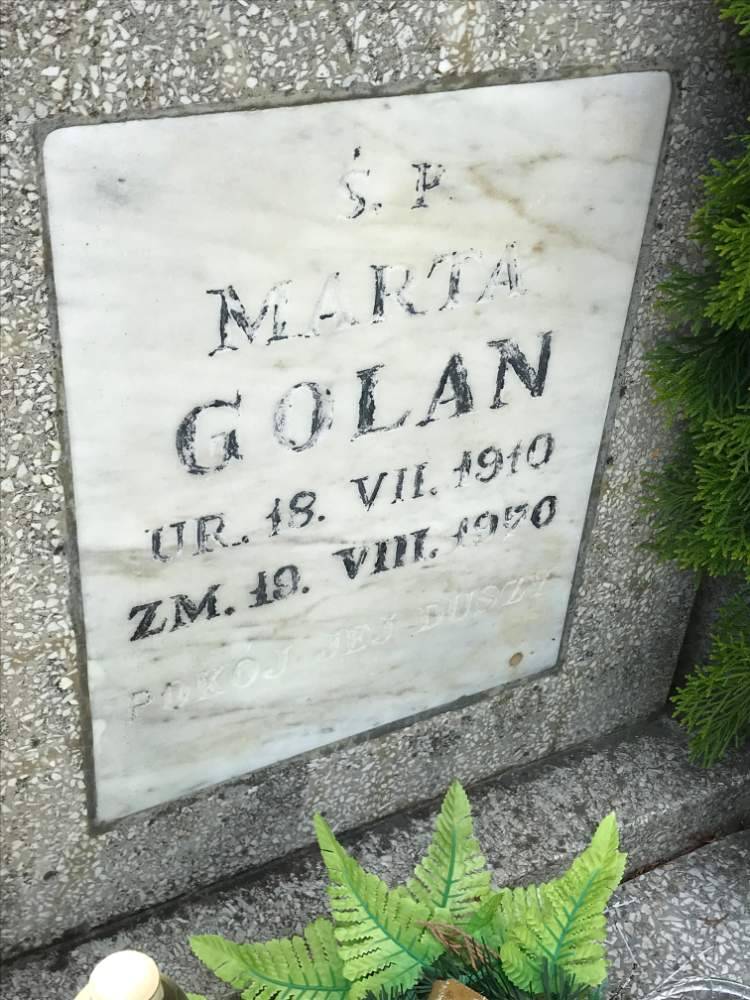 Ś. P.
MARTA
GOLAN
UR. 18. VII. 1910
ZM. 19. VIII. 1970
POKÓJ JEJ DUSZY